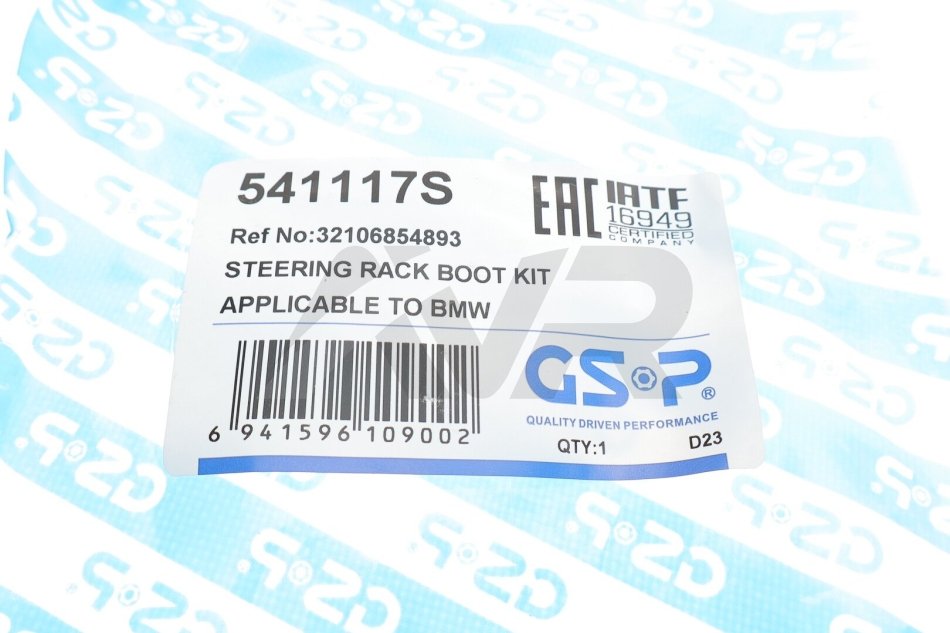 541117S
EAC
IATF
16949
CERTIFIED
COMPANY
Ref No:32106854893
STEERING RACK BOOT KIT
APPLICABLE TO BMW
GSP®
QUALITY DRIVEN PERFORMANCE
6 941596 109002
QTY:1
D23